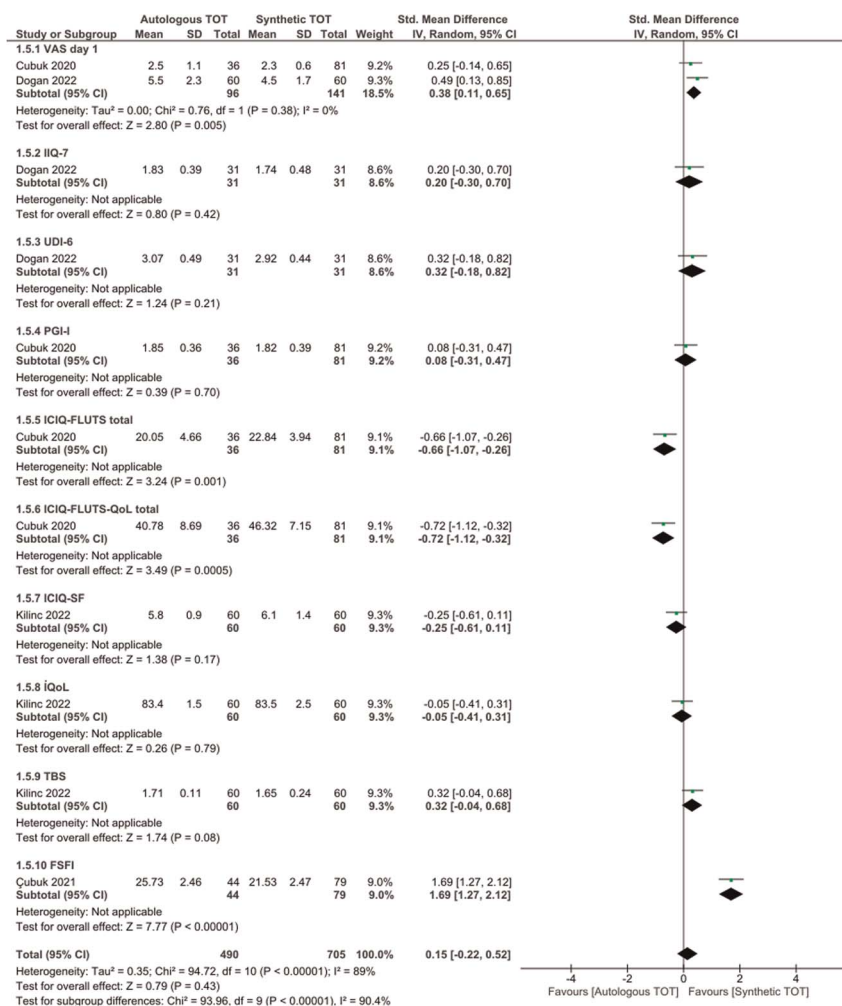 Autologous TOT Synthetic TOT Std. Mean Difference Std. Mean Difference
Study or Subgroup Mean SD Total Mean SD Total Weight IV, Random, 95% CI IV, Random, 95% CI
1.5.1 VAS day 1
Cubuk 2020 2.5 1.1 36 2.3 0.6 81 9.2% 0.25 [-0.14, 0.65]
Dogan 2022 5.5 2.3 60 4.5 1.7 60 9.3% 0.49 [0.13, 0.85]
Subtotal (95% CI) 96 141 18.5% 0.38 [0.11, 0.65]
Heterogeneity: Tau² = 0.00; Chi² = 0.76, df = 1 (P = 0.38); I² = 0%
Test for overall effect: Z = 2.80 (P = 0.005)
1.5.2 IIQ-7
Dogan 2022 1.83 0.39 31 1.74 0.48 31 8.6% 0.20 [-0.30, 0.70]
Subtotal (95% CI) 31 31 8.6% 0.20 [-0.30, 0.70]
Heterogeneity: Not applicable
Test for overall effect: Z = 0.80 (P = 0.42)
1.5.3 UDI-6
Dogan 2022 3.07 0.49 31 2.92 0.44 31 8.6% 0.32 [-0.18, 0.82]
Subtotal (95% CI) 31 31 8.6% 0.32 [-0.18, 0.82]
Heterogeneity: Not applicable
Test for overall effect: Z = 1.24 (P = 0.21)
1.5.4 PGI-I
Cubuk 2020 1.85 0.36 36 1.82 0.39 81 9.2% 0.08 [-0.31, 0.47]
Subtotal (95% CI) 36 81 9.2% 0.08 [-0.31, 0.47]
Heterogeneity: Not applicable
Test for overall effect: Z = 0.39 (P = 0.70)
1.5.5 ICIQ-FLUTS total
Cubuk 2020 20.05 4.66 36 22.84 3.94 81 9.1% -0.66 [-1.07, -0.26]
Subtotal (95% CI) 36 81 9.1% -0.66 [-1.07, -0.26]
Heterogeneity: Not applicable
Test for overall effect: Z = 3.24 (P = 0.001)
1.5.6 ICIQ-FLUTS-QoL total
Cubuk 2020 40.78 8.69 36 46.32 7.15 81 9.1% -0.72 [-1.12, -0.32]
Subtotal (95% CI) 36 81 9.1% -0.72 [-1.12, -0.32]
Heterogeneity: Not applicable
Test for overall effect: Z = 3.49 (P = 0.0005)
1.5.7 ICIQ-SF
Kilinc 2022 5.8 0.9 60 6.1 1.4 60 9.3% -0.25 [-0.61, 0.11]
Subtotal (95% CI) 60 60 9.3% -0.25 [-0.61, 0.11]
Heterogeneity: Not applicable
Test for overall effect: Z = 1.38 (P = 0.17)
1.5.8 İQoL
Kilinc 2022 83.4 1.5 60 83.5 2.5 60 9.3% -0.05 [-0.41, 0.31]
Subtotal (95% CI) 60 60 9.3% -0.05 [-0.41, 0.31]
Heterogeneity: Not applicable
Test for overall effect: Z = 0.26 (P = 0.79)
1.5.9 TBS
Kilinc 2022 1.71 0.11 60 1.65 0.24 60 9.3% 0.32 [-0.04, 0.68]
Subtotal (95% CI) 60 60 9.3% 0.32 [-0.04, 0.68]
Heterogeneity: Not applicable
Test for overall effect: Z = 1.74 (P = 0.08)
1.5.10 FSFI
Çubuk 2021 25.73 2.46 44 21.53 2.47 79 9.0% 1.69 [1.27, 2.12]
Subtotal (95% CI) 44 79 9.0% 1.69 [1.27, 2.12]
Heterogeneity: Not applicable
Test for overall effect: Z = 7.77 (P < 0.00001)
Total (95% CI) 490 705 100.0% 0.15 [-0.22, 0.52]
Heterogeneity: Tau² = 0.35; Chi² = 94.72, df = 10 (P < 0.00001); I² = 89%
Test for overall effect: Z = 0.79 (P = 0.43)
Test for subgroup differences: Chi² = 93.96, df = 9 (P < 0.00001), I² = 90.4%
-4 -2 0 2 4
Favours [Autologous TOT] Favours [Synthetic TOT]